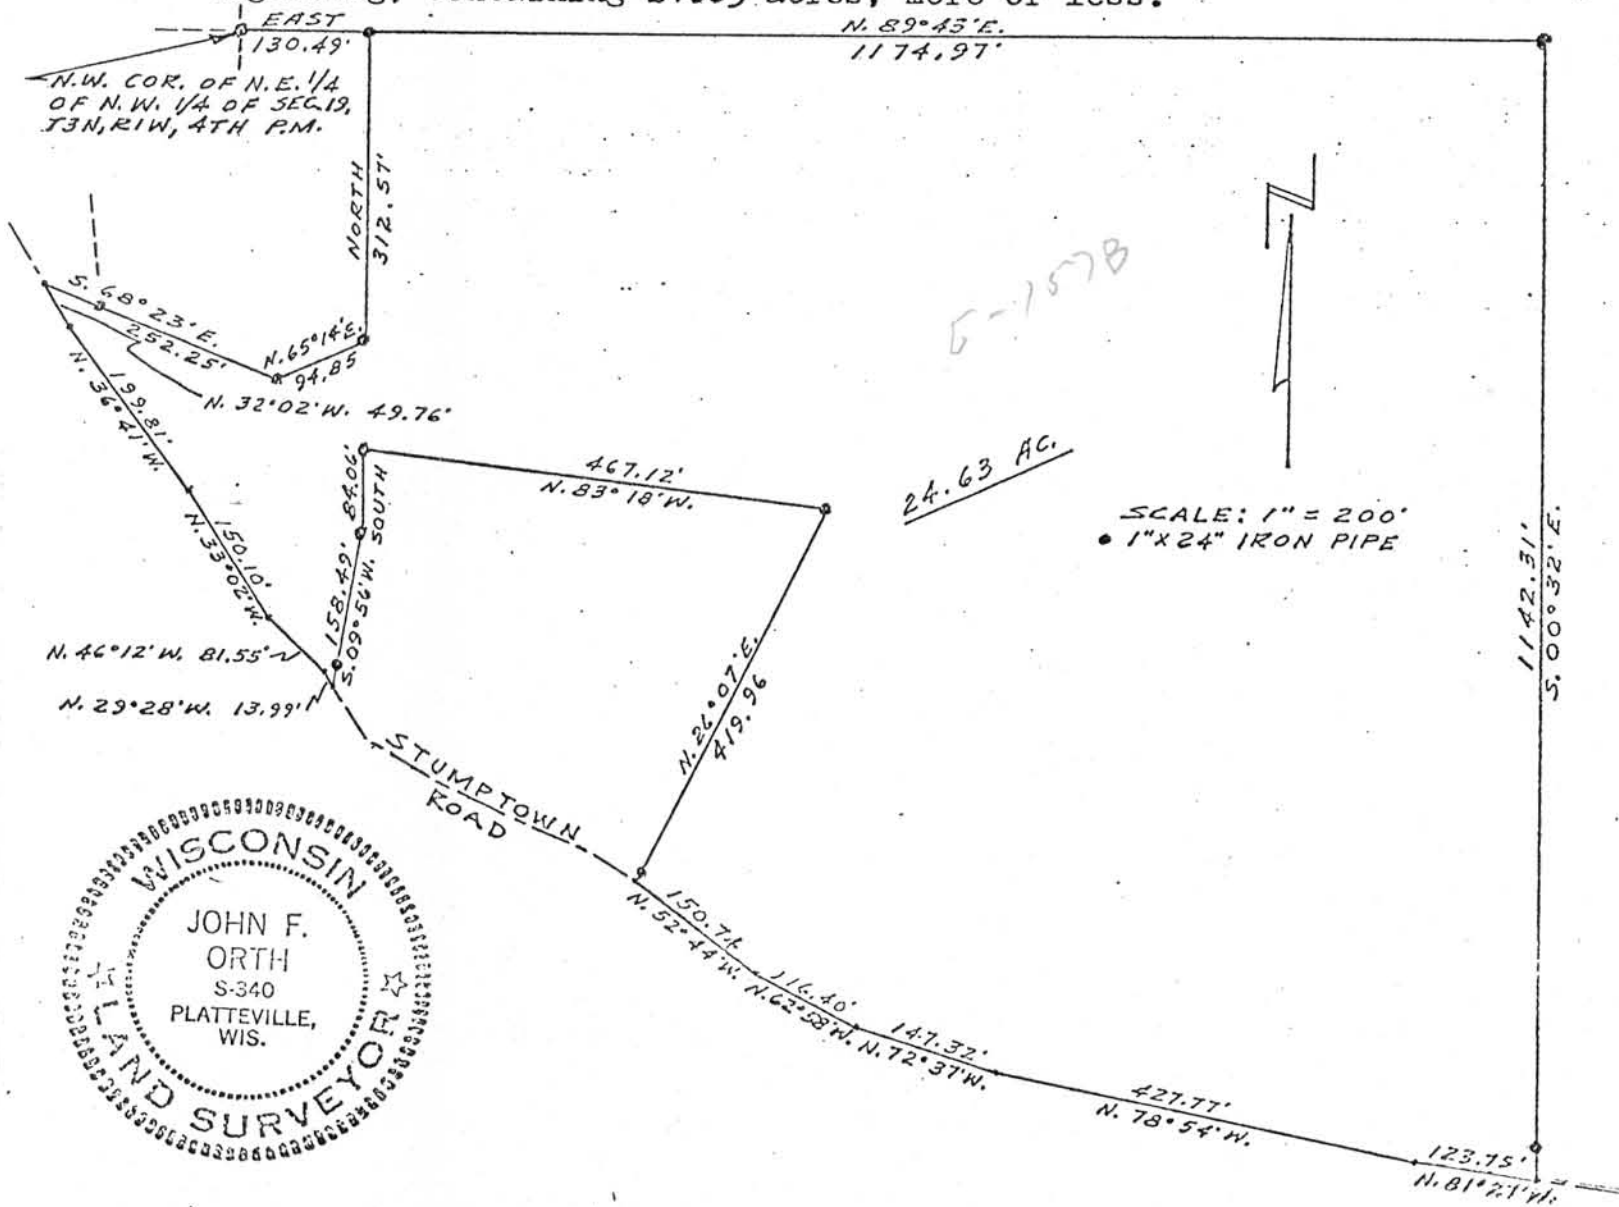 EAST
130.49'
N. 89°43'E.
1174.97'
N.W. COR. OF N.E. 1/4
OF N.W. 1/4 OF SEC.19,
T3N, R1W, 4TH P.M.
NORTH
312.57'
S. 68°23'E.
252.25'
N. 65°14'E.
94.85
N. 32°02'W. 49.76'
199.81'
N. 36°41'W.
150.10'
N. 33°02'W.
N. 46°12'W. 81.55'
N. 29°28'W. 13.99'
84.06'
SOUTH
158.49'
S. 09°56'W.
467.12'
N. 83°18'W.
E-157B
24.63 AC.
SCALE: 1" = 200'
1"X24" IRON PIPE
1142.31'
S. 00°32'E.
N. 26°07'E.
419.96
STUMPTOWN
ROAD
150.74
N. 52°44'W.
116.40'
N. 62°58'W.
147.32'
N. 72°37'W.
427.77'
N. 78°54'W.
123.75'
N. 81°21'W.
WISCONSIN
JOHN F.
ORTH
S-340
PLATTEVILLE,
WIS.
LAND SURVEYOR